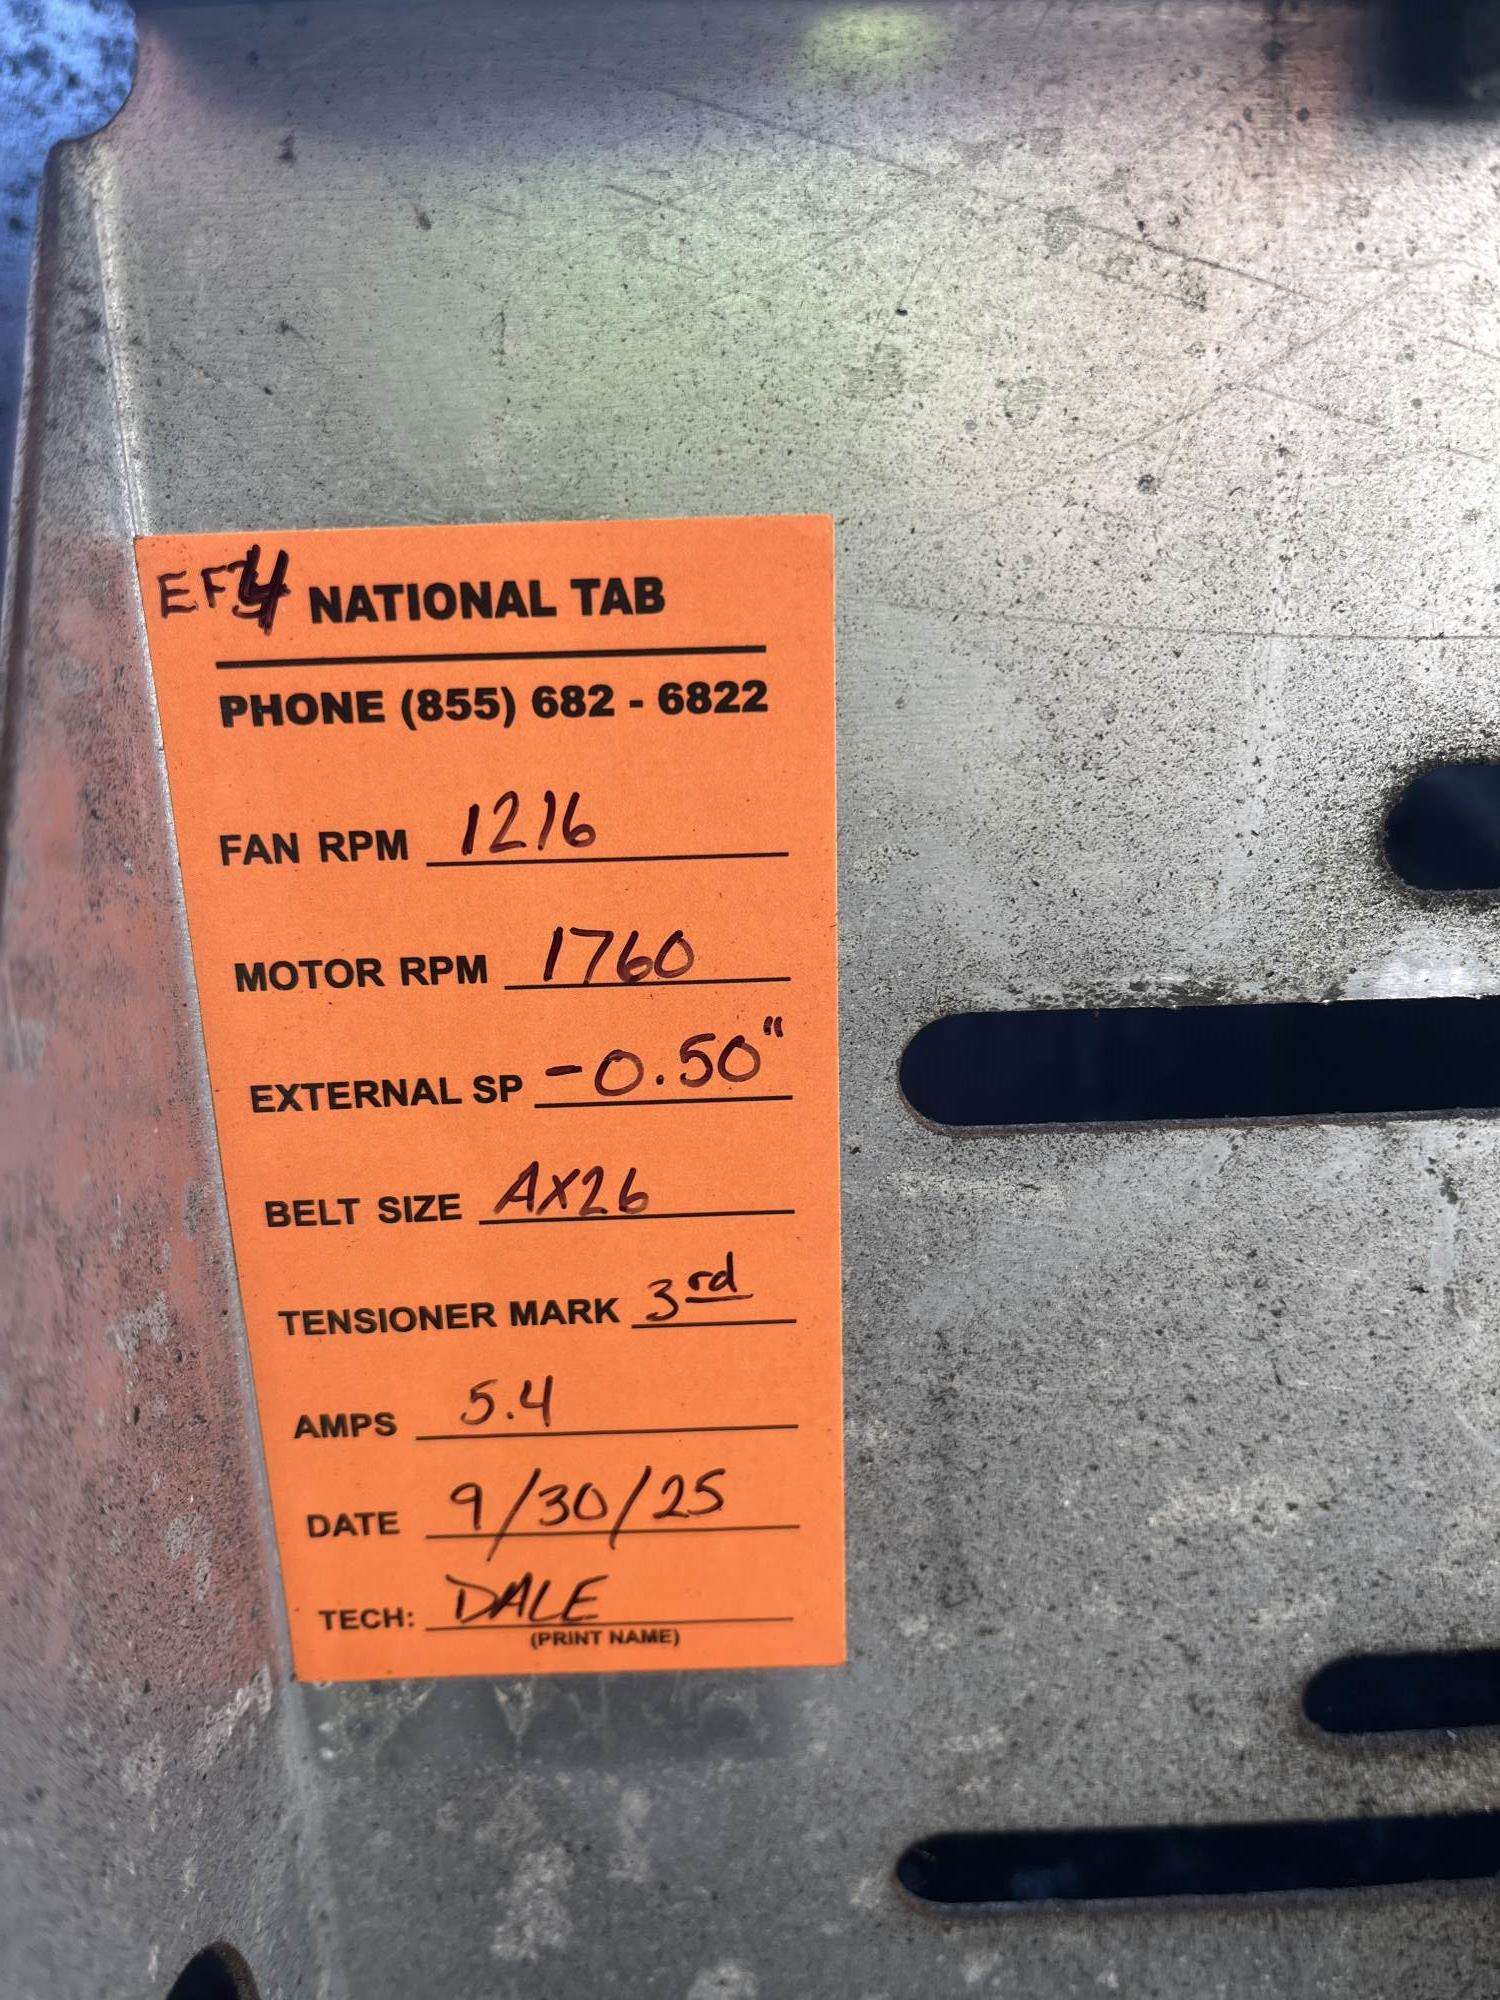 EF4 NATIONAL TAB
PHONE (855) 682 - 6822
FAN RPM 1216
MOTOR RPM 1760
EXTERNAL SP -0.50"
BELT SIZE AX26
TENSIONER MARK 3rd
AMPS 5.4
DATE 9/30/25
TECH: DALE
(PRINT NAME)